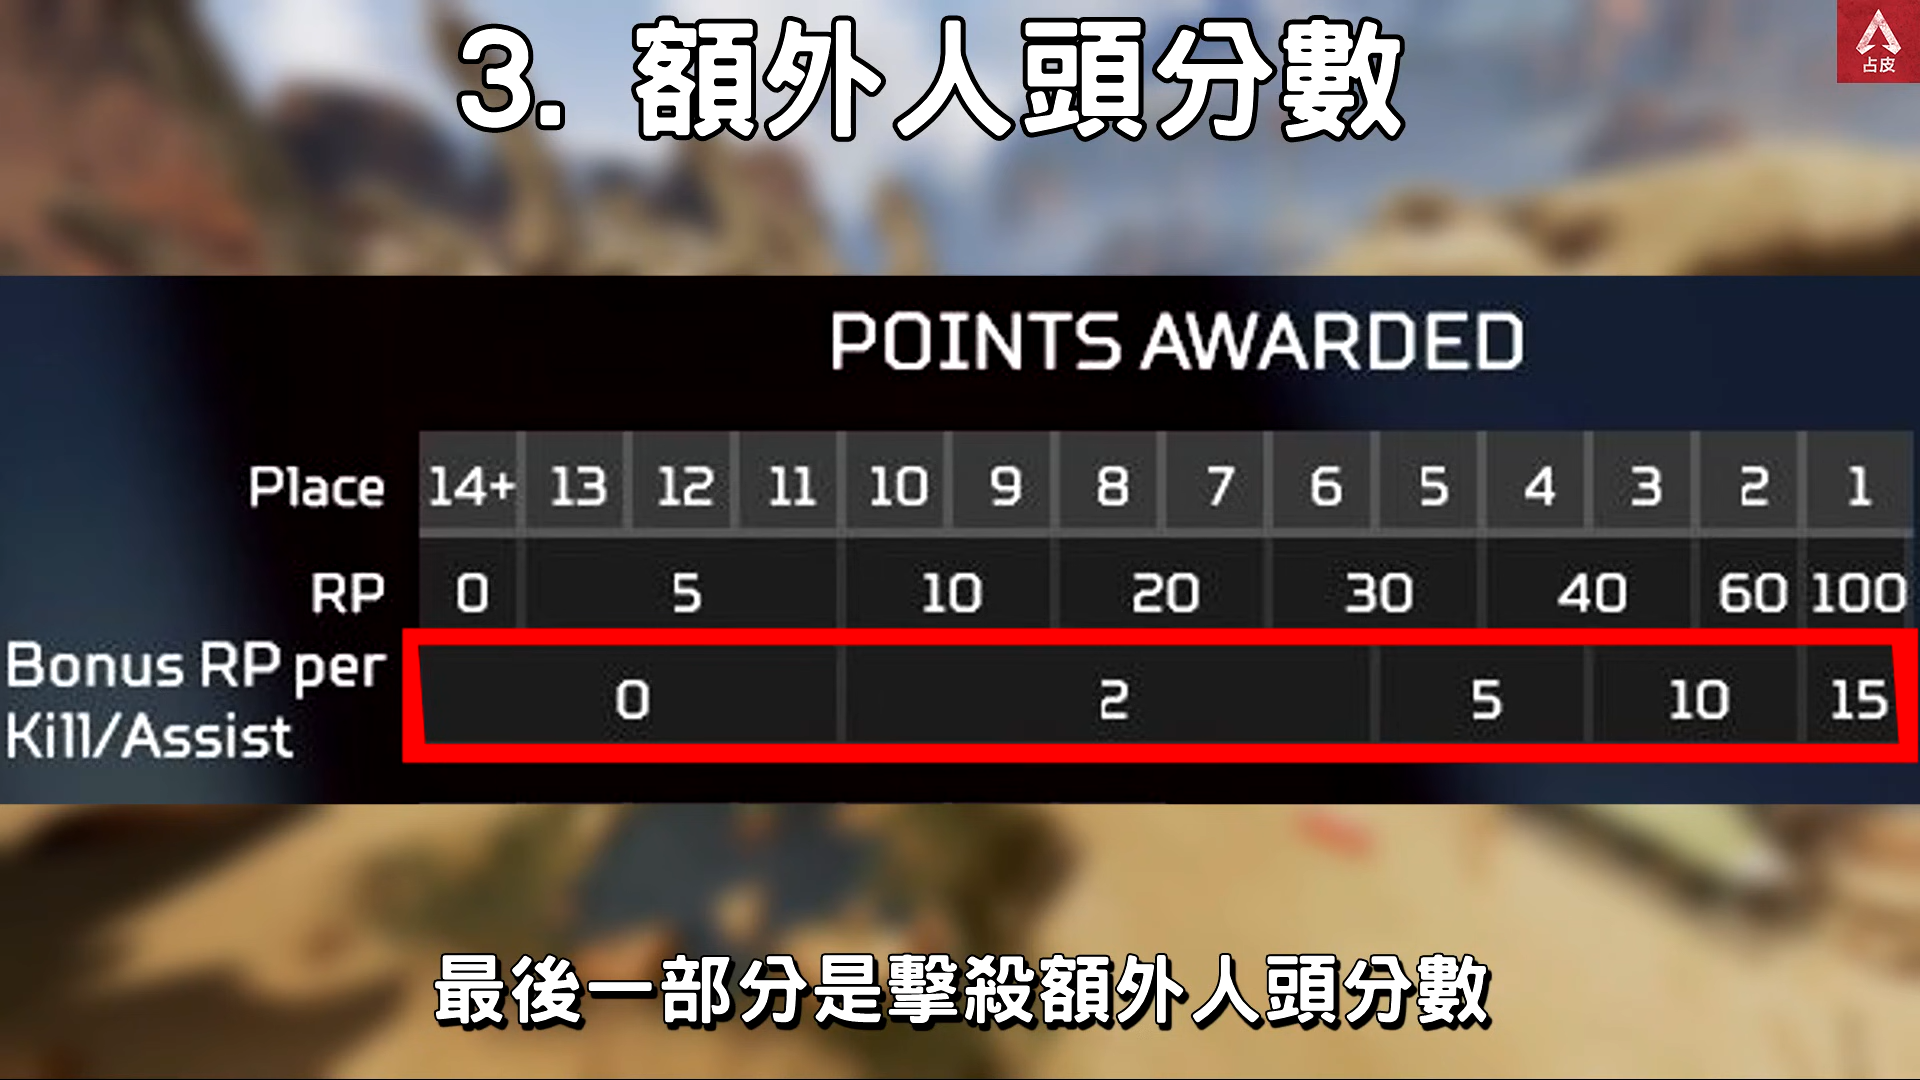 3. 額外人頭分數
占皮
POINTS AWARDED
Place 14+ 13 12 11 10 9 8 7 6 5 4 3 2 1
RP 0 5 10 20 30 40 60 100
Bonus RP per
Kill/Assist 0 2 5 10 15
最後一部分是擊殺額外人頭分數